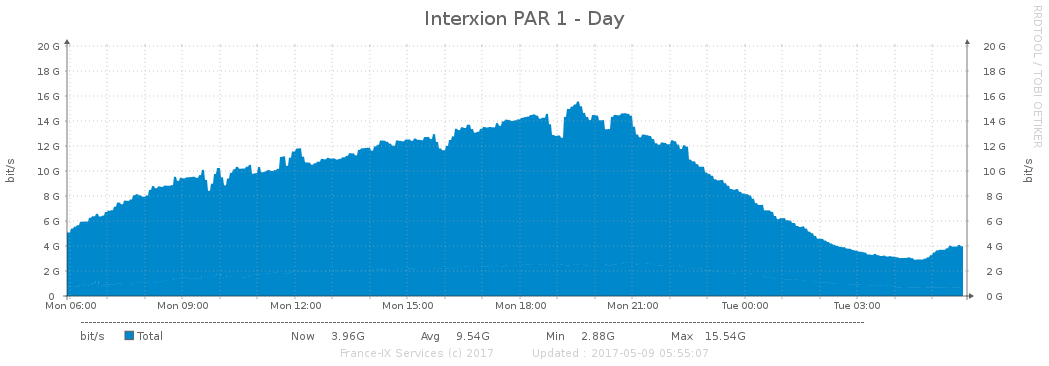 Interxion PAR 1 - Day
RRDTOOL / TOBI OETIKER
bit/s
20 G 20 G
18 G 18 G
16 G 16 G
14 G 14 G
12 G 12 G
10 G 10 G
8 G 8 G
6 G 6 G
4 G 4 G
2 G 2 G
0 0 G
bit/s
Mon 06:00 Mon 09:00 Mon 12:00 Mon 15:00 Mon 18:00 Mon 21:00 Tue 00:00 Tue 03:00
bit/s Total Now 3.96G Avg 9.54G Min 2.88G Max 15.54G
France-IX Services (c) 2017 Updated : 2017-05-09 05:55:07